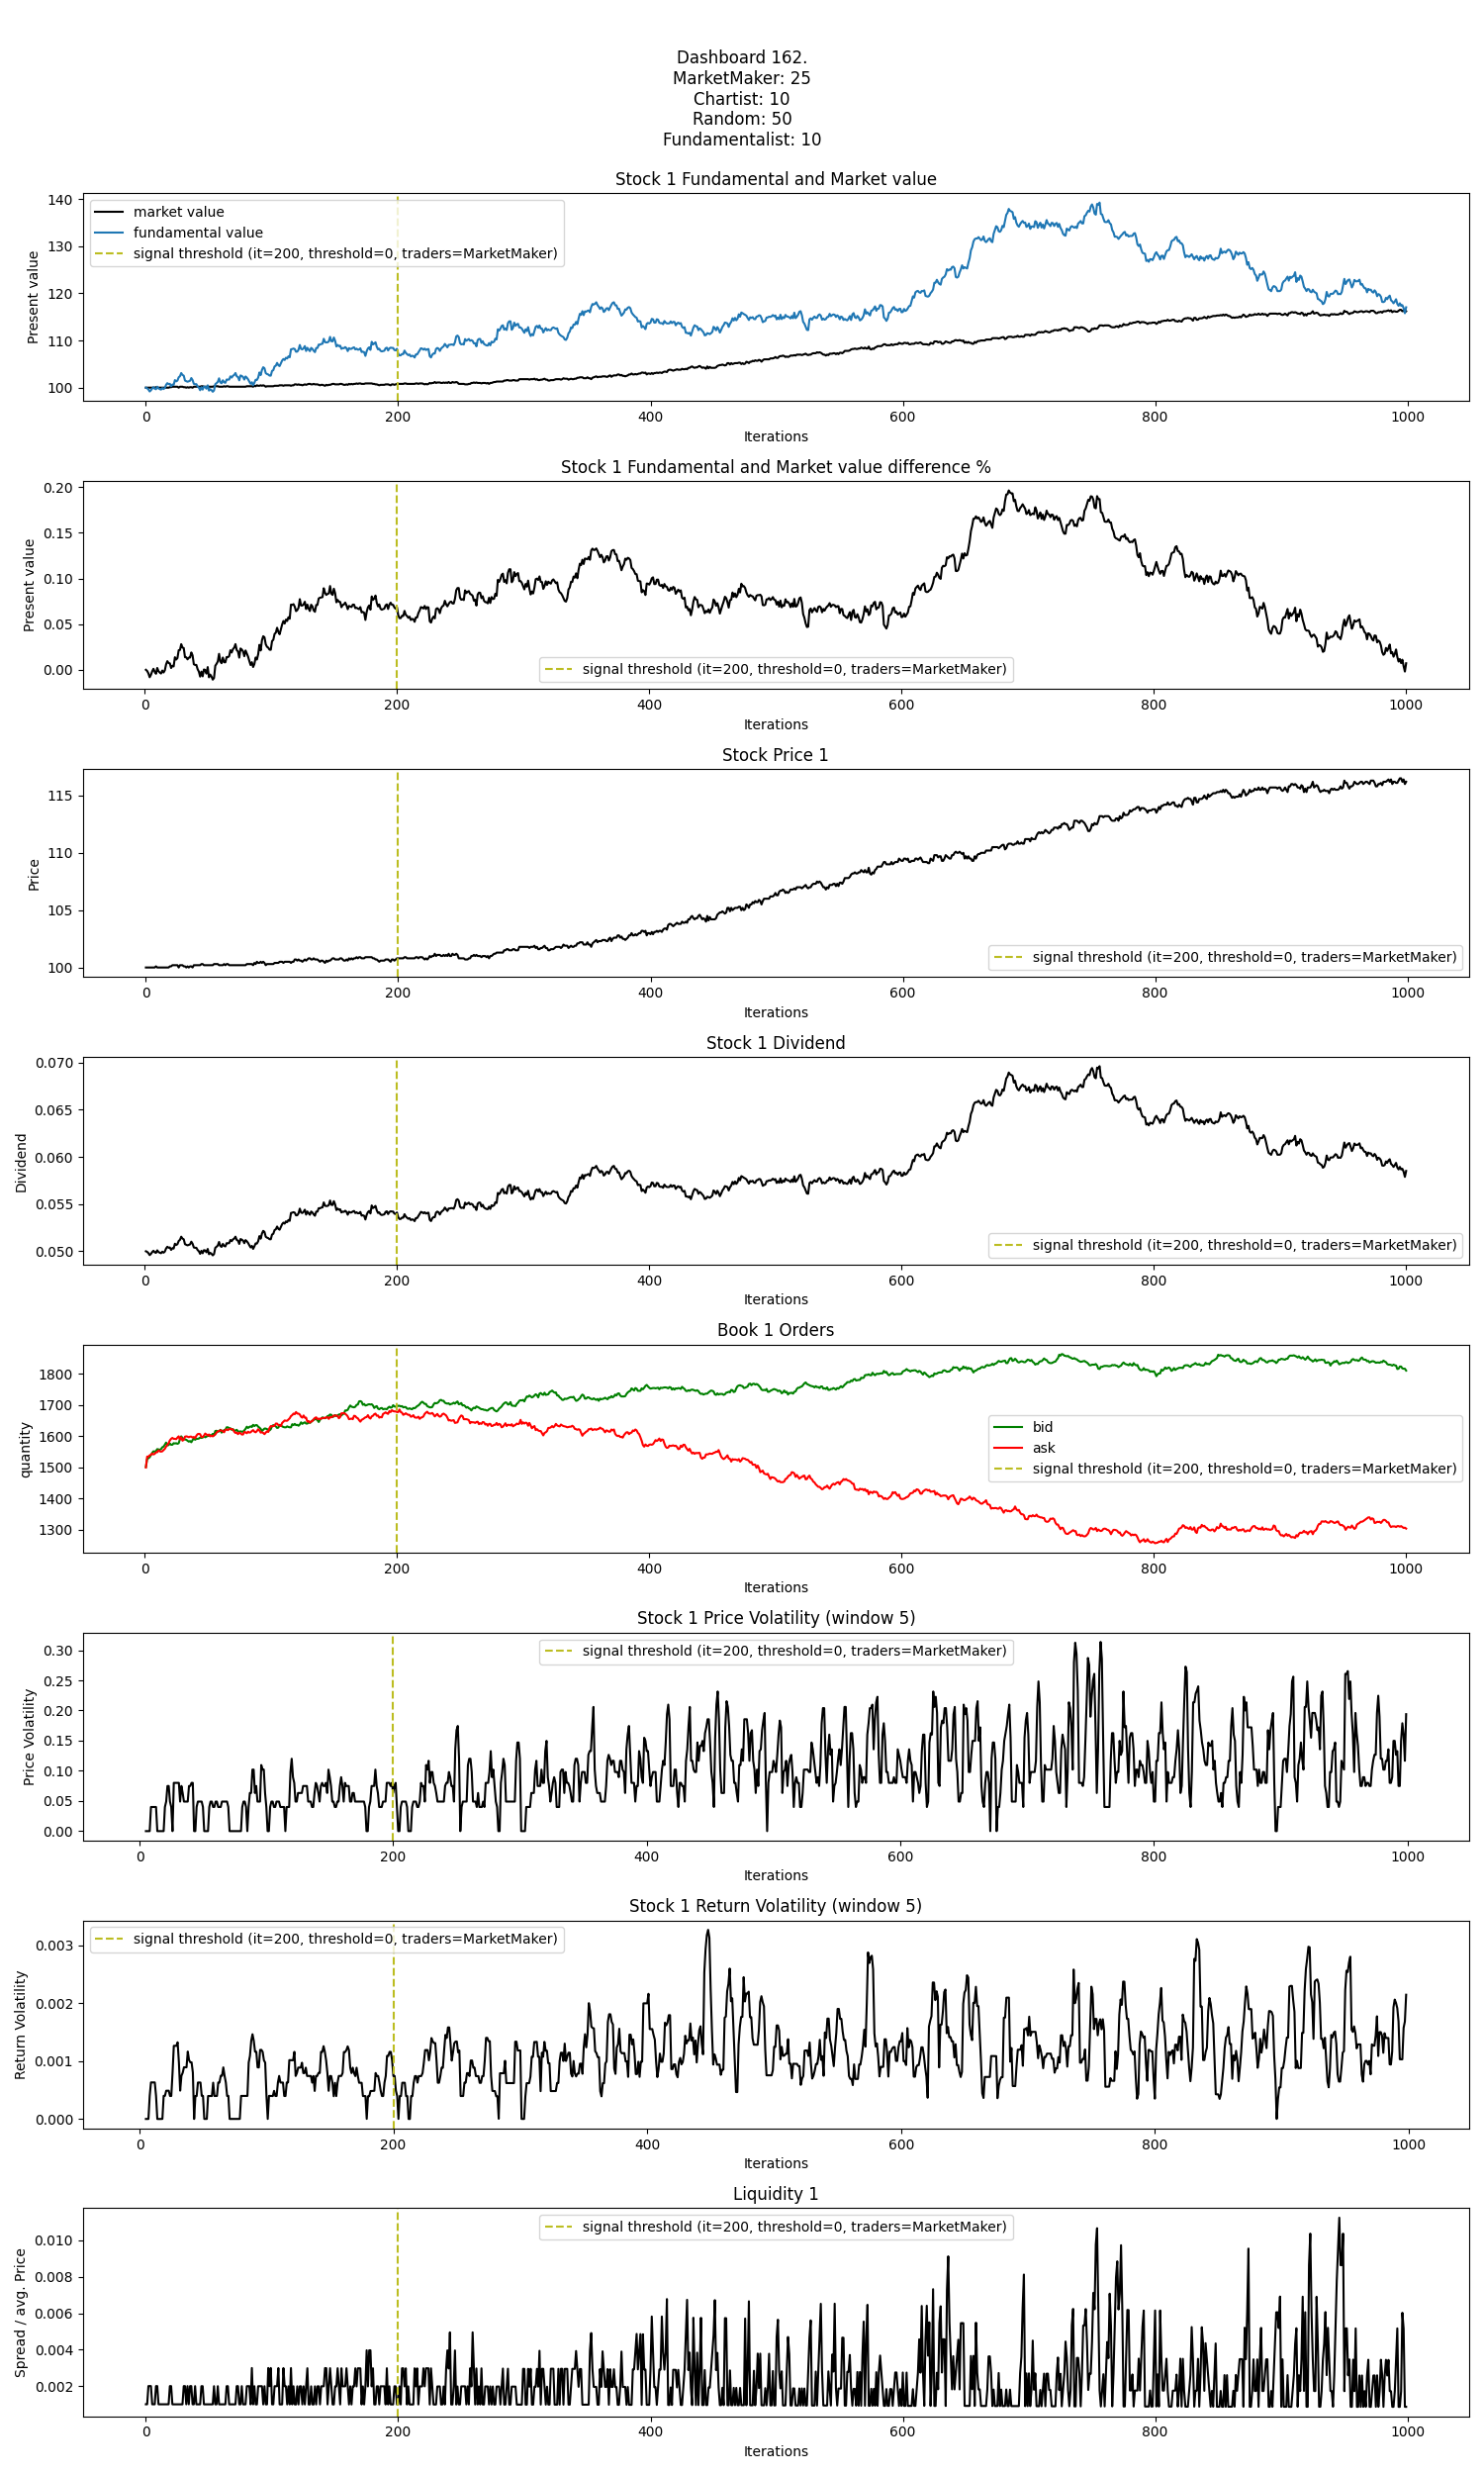 Dashboard 162.
MarketMaker: 25
Chartist: 10
Random: 50
Fundamentalist: 10
Stock 1 Fundamental and Market value
140
130
120
110
100
Present value
market value
fundamental value
signal threshold (it=200, threshold=0, traders=MarketMaker)
0 200 400 600 800 1000
Iterations
Stock 1 Fundamental and Market value difference %
0.20
0.15
0.10
0.05
0.00
Present value
signal threshold (it=200, threshold=0, traders=MarketMaker)
0 200 400 600 800 1000
Iterations
Stock Price 1
115
110
105
100
Price
signal threshold (it=200, threshold=0, traders=MarketMaker)
0 200 400 600 800 1000
Iterations
Stock 1 Dividend
0.070
0.065
0.060
0.055
0.050
Dividend
signal threshold (it=200, threshold=0, traders=MarketMaker)
0 200 400 600 800 1000
Iterations
Book 1 Orders
1800
1700
1600
1500
1400
1300
quantity
bid
ask
signal threshold (it=200, threshold=0, traders=MarketMaker)
0 200 400 600 800 1000
Iterations
Stock 1 Price Volatility (window 5)
0.30
0.25
0.20
0.15
0.10
0.05
0.00
Price Volatility
signal threshold (it=200, threshold=0, traders=MarketMaker)
0 200 400 600 800 1000
Iterations
Stock 1 Return Volatility (window 5)
0.003
0.002
0.001
0.000
Return Volatility
signal threshold (it=200, threshold=0, traders=MarketMaker)
0 200 400 600 800 1000
Iterations
Liquidity 1
0.010
0.008
0.006
0.004
0.002
Spread / avg. Price
signal threshold (it=200, threshold=0, traders=MarketMaker)
0 200 400 600 800 1000
Iterations